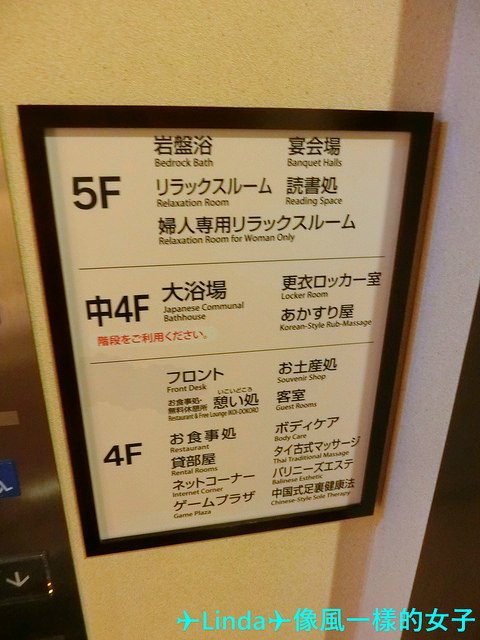 岩盤浴
Bedrock Bath
宴会場
Banquet Halls
5F
リラックスルーム
Relaxation Room
読書処
Reading Space
婦人専用リラックスルーム
Relaxation Room for Woman Only
中4F
大浴場
Japanese Communal
Bathhouse
更衣ロッカー室
Locker Room
あかすり屋
Korean-Style Rub-Massage
階段をご利用ください。
4F
フロント
Front Desk
お土産処
Souvenir Shop
お食事処・
無料休憩所
いこいどころ
憩い処
Restaurant & Free Lounge IKOI-DOKORO
客室
Guest Rooms
お食事処
Restaurant
ボディケア
Body Care
貸部屋
Rental Rooms
タイ古式マッサージ
Thai Traditional Massage
ネットコーナー
Internet Corner
バリニーズエステ
Balinese Esthetic
ゲームプラザ
Game Plaza
中国式足裏健康法
Chinese-Style Sole Therapy
✈Linda✈像風一樣的女子